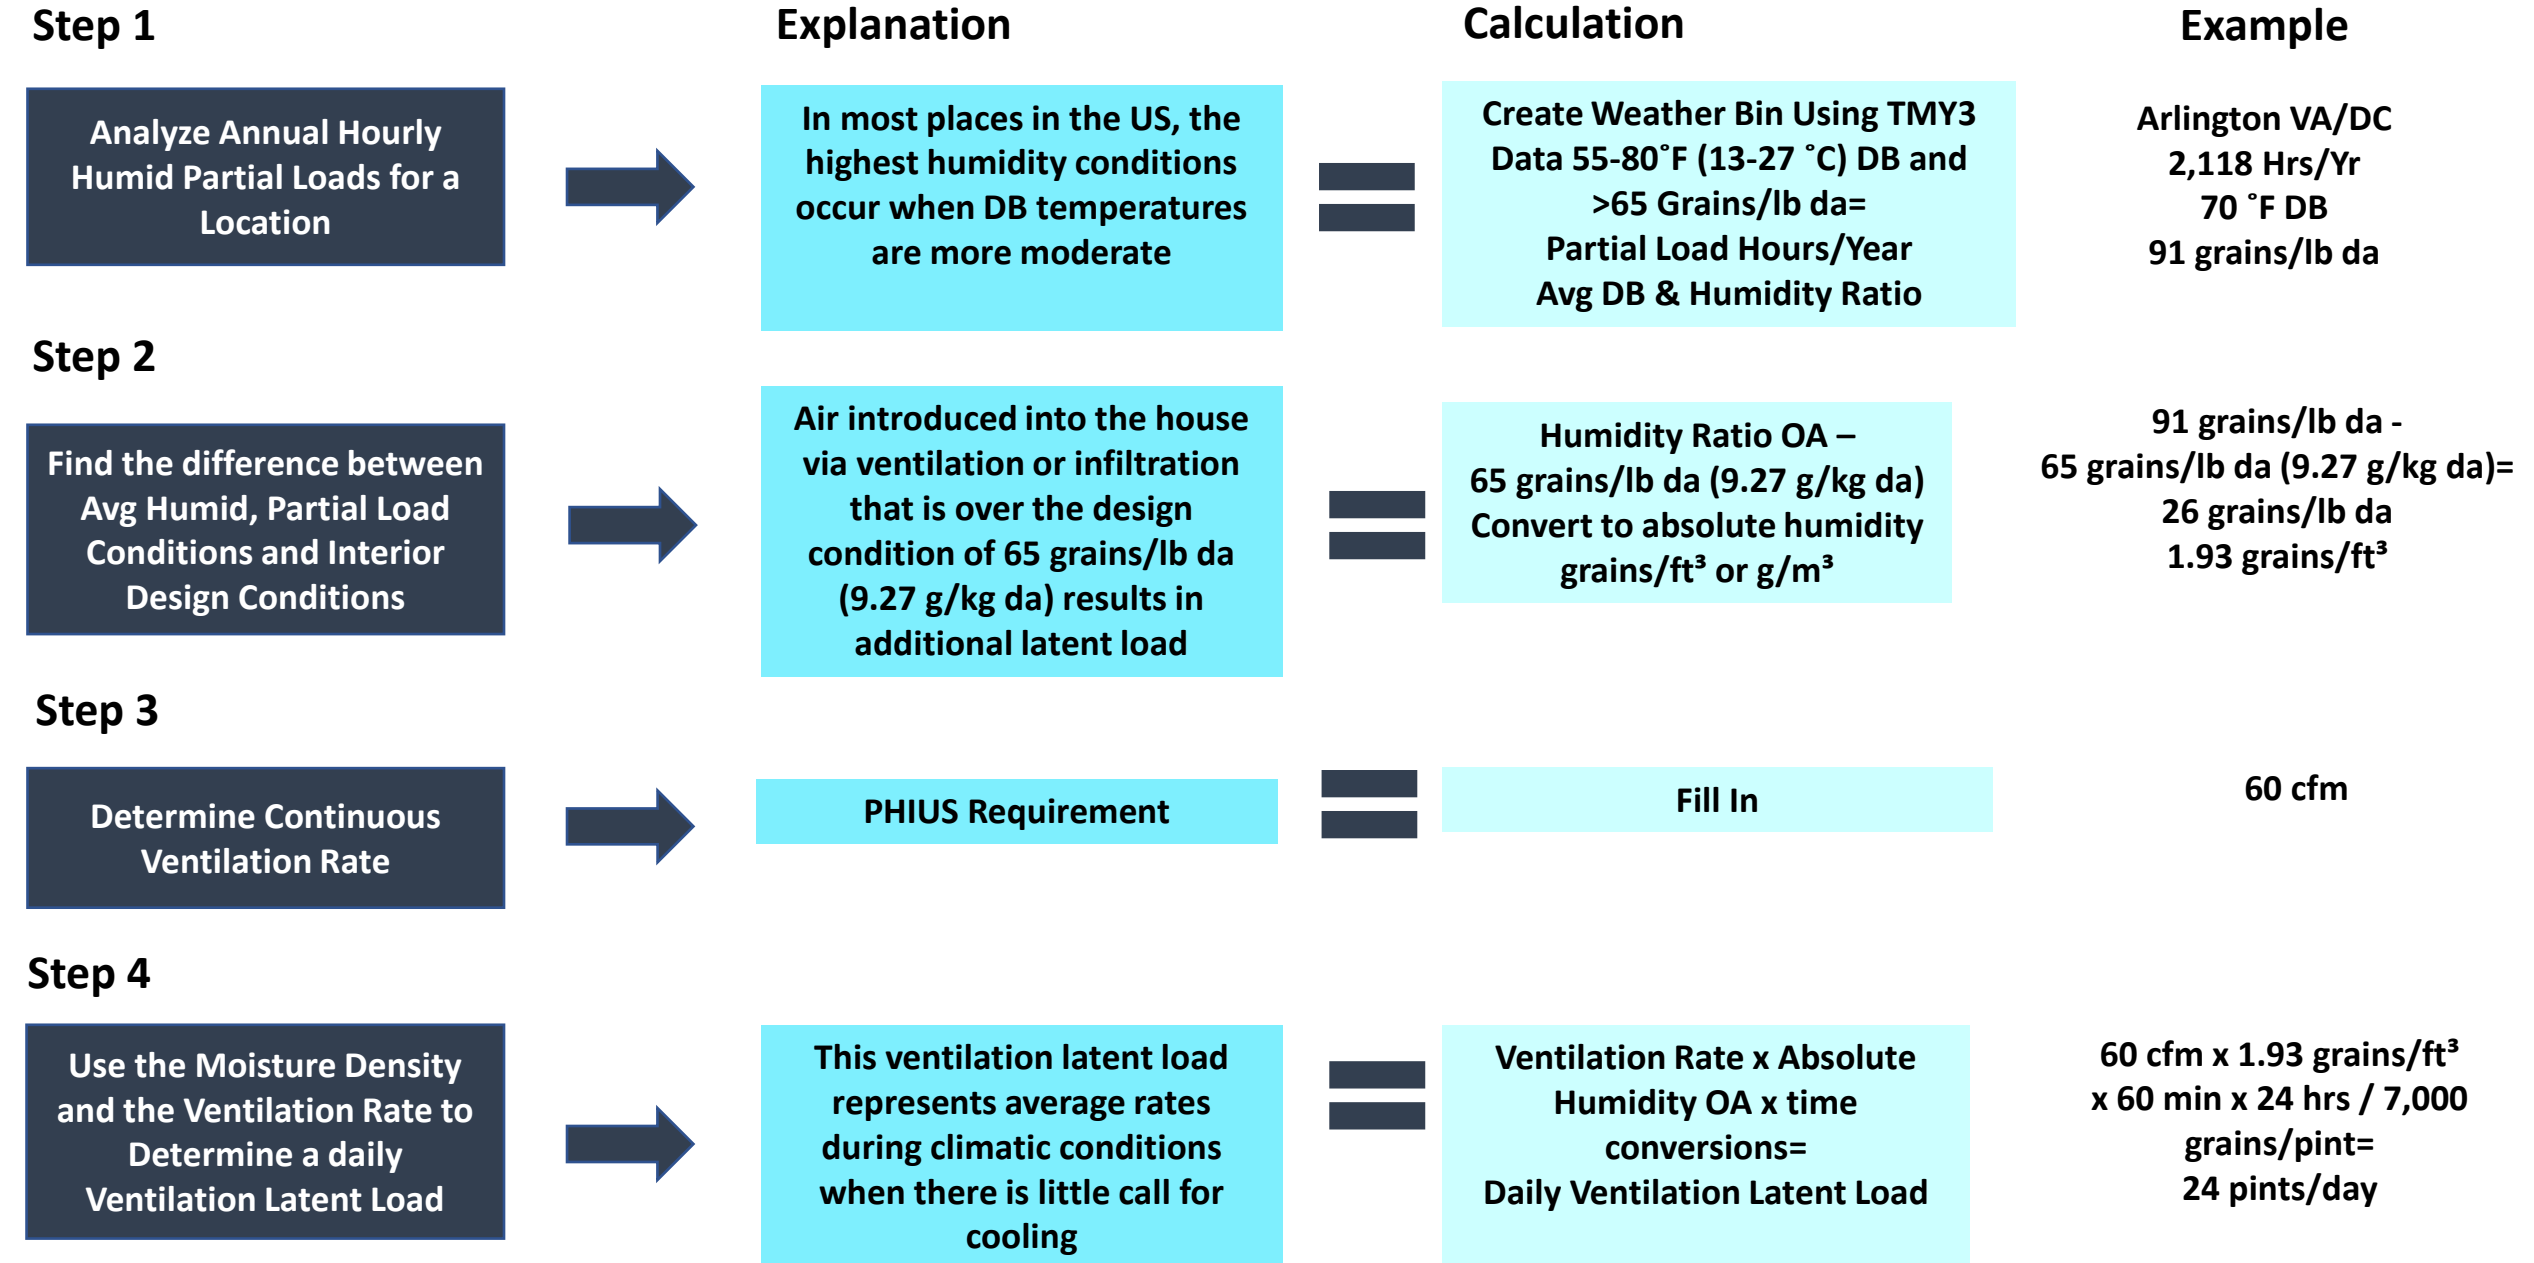 Step 1
Explanation
Calculation
Example
Analyze Annual Hourly
Humid Partial Loads for a
Location
In most places in the US, the
highest humidity conditions
occur when DB temperatures
are more moderate
Create Weather Bin Using TMY3
Data 55-80˚F (13-27 ˚C) DB and
>65 Grains/lb da=
Partial Load Hours/Year
Avg DB & Humidity Ratio
Arlington VA/DC
2,118 Hrs/Yr
70 ˚F DB
91 grains/lb da
Step 2
Find the difference between
Avg Humid, Partial Load
Conditions and Interior
Design Conditions
Air introduced into the house
via ventilation or infiltration
that is over the design
condition of 65 grains/lb da
(9.27 g/kg da) results in
additional latent load
Humidity Ratio OA –
65 grains/lb da (9.27 g/kg da)
Convert to absolute humidity
grains/ft³ or g/m³
91 grains/lb da -
65 grains/lb da (9.27 g/kg da)=
26 grains/lb da
1.93 grains/ft³
Step 3
Determine Continuous
Ventilation Rate
PHIUS Requirement
Fill In
60 cfm
Step 4
Use the Moisture Density
and the Ventilation Rate to
Determine a daily
Ventilation Latent Load
This ventilation latent load
represents average rates
during climatic conditions
when there is little call for
cooling
Ventilation Rate x Absolute
Humidity OA x time
conversions=
Daily Ventilation Latent Load
60 cfm x 1.93 grains/ft³
x 60 min x 24 hrs / 7,000
grains/pint=
24 pints/day